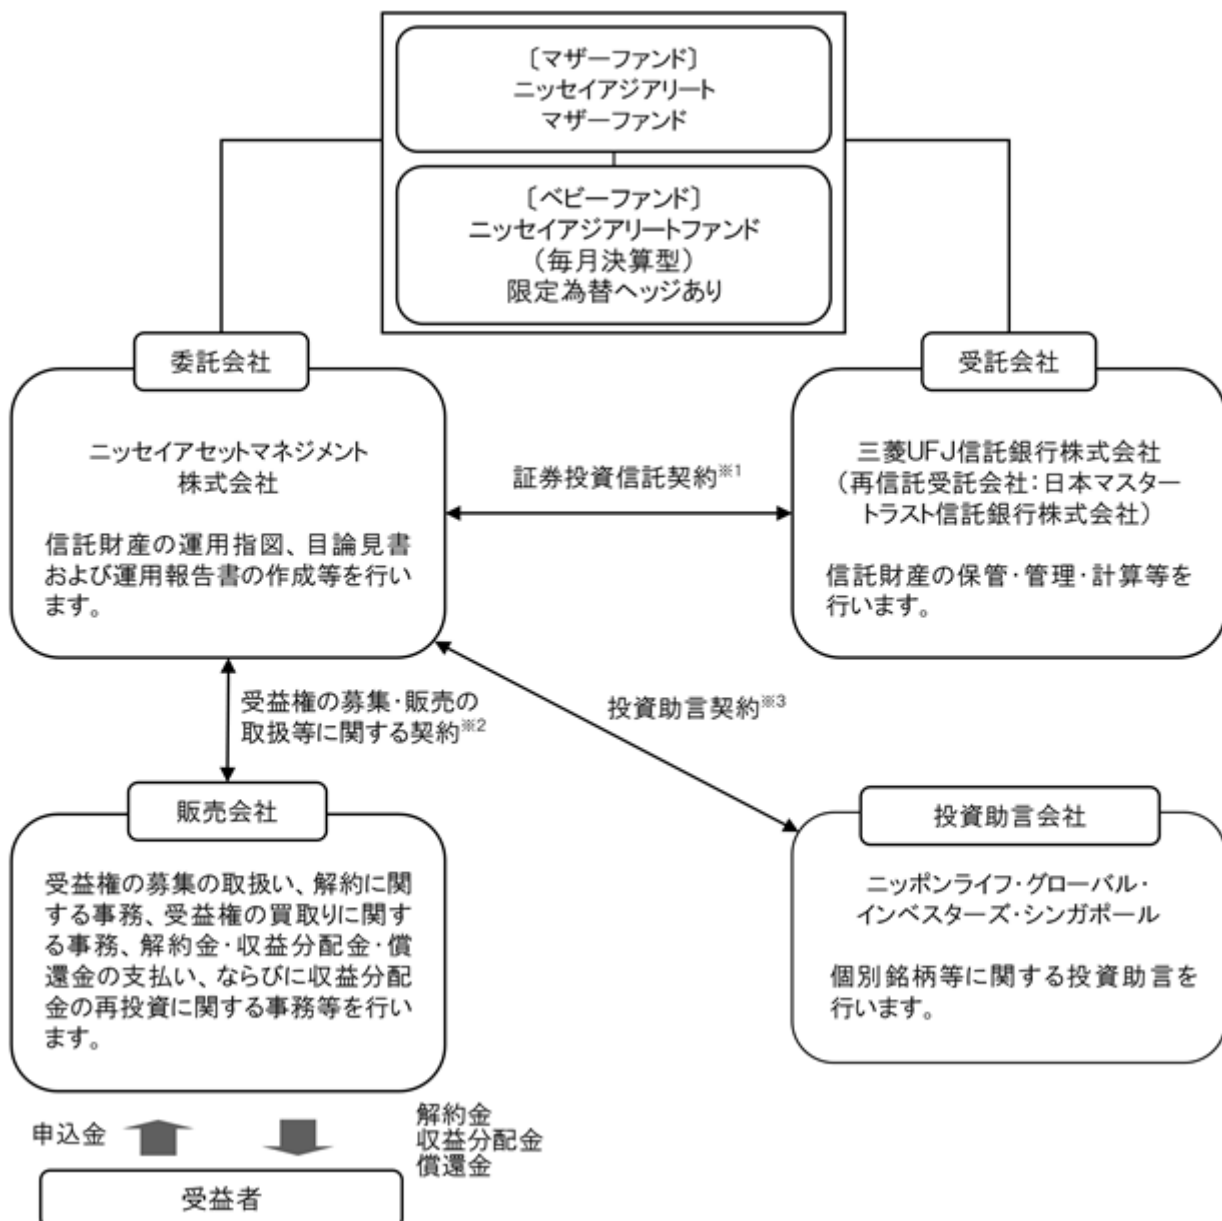 〔マザーファンド〕
ニッセイアジアリート
マザーファンド
〔ベビーファンド〕
ニッセイアジアリートファンド
（毎月決算型）
限定為替ヘッジあり
委託会社
ニッセイアセットマネジメント
株式会社
信託財産の運用指図、目論見書
および運用報告書の作成等を行い
ます。
証券投資信託契約※1
受託会社
三菱UFJ信託銀行株式会社
（再信託受託会社：日本マスター
トラスト信託銀行株式会社）
信託財産の保管・管理・計算等を
行います。
受益権の募集・販売の
取扱等に関する契約※2
投資助言契約※3
販売会社
受益権の募集の取扱い、解約に関
する事務、受益権の買取りに関す
る事務、解約金・収益分配金・償
還金の支払い、ならびに収益分配
金の再投資に関する事務等を行い
ます。
投資助言会社
ニッポンライフ・グローバル・
インベスターズ・シンガポール
個別銘柄等に関する投資助言を
行います。
申込金
解約金
収益分配金
償還金
受益者